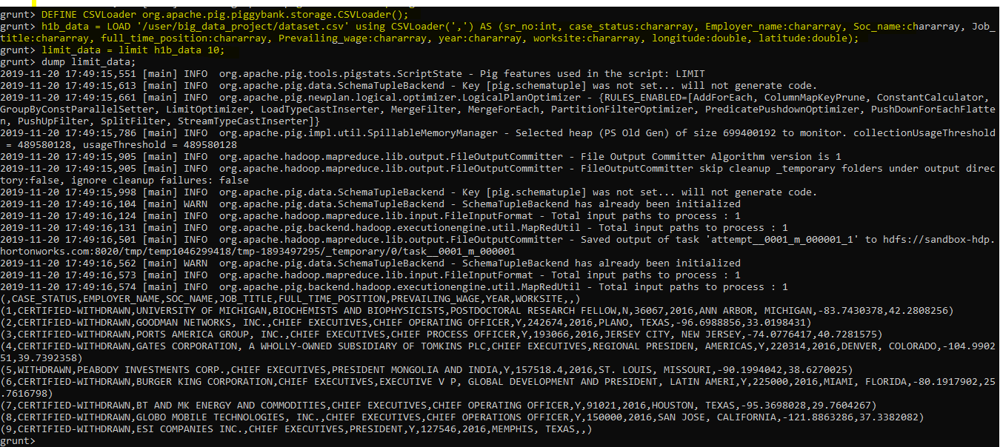 grunt> DEFINE CSVLoader org.apache.pig.piggybank.storage.CSVLoader();
grunt> h1b_data = LOAD '/user/big_data_project/dataset.csv' using CSVLoader(',') AS (sr_no:int, case_status:chararray, Employer_name:chararray, Soc_name:chararray, Job_
title:chararray, full_time_position:chararray, Prevailing_wage:chararray, year:chararray, worksite:chararray, longitude:double, latitude:double);
grunt> limit_data = limit h1b_data 10;
grunt> dump limit_data;
2019-11-20 17:49:15,551 [main] INFO  org.apache.pig.tools.pigstats.ScriptState - Pig features used in the script: LIMIT
2019-11-20 17:49:15,613 [main] INFO  org.apache.pig.data.SchemaTupleBackend - Key [pig.schematuple] was not set... will not generate code.
2019-11-20 17:49:15,661 [main] INFO  org.apache.pig.newplan.logical.optimizer.LogicalPlanOptimizer - {RULES_ENABLED=[AddForEach, ColumnMapKeyPrune, ConstantCalculator,
GroupByConstParallelSetter, LimitOptimizer, LoadTypeCastInserter, MergeFilter, MergeForEach, PartitionFilterOptimizer, PredicatePushdownOptimizer, PushDownForEachFlatte
n, PushUpFilter, SplitFilter, StreamTypeCastInserter]}
2019-11-20 17:49:15,786 [main] INFO  org.apache.pig.impl.util.SpillableMemoryManager - Selected heap (PS Old Gen) of size 699400192 to monitor. collectionUsageThreshold
 = 489580128, usageThreshold = 489580128
2019-11-20 17:49:15,905 [main] INFO  org.apache.hadoop.mapreduce.lib.output.FileOutputCommitter - File Output Committer Algorithm version is 1
2019-11-20 17:49:15,905 [main] INFO  org.apache.hadoop.mapreduce.lib.output.FileOutputCommitter - FileOutputCommitter skip cleanup _temporary folders under output direc
tory:false, ignore cleanup failures: false
2019-11-20 17:49:15,998 [main] INFO  org.apache.pig.data.SchemaTupleBackend - Key [pig.schematuple] was not set... will not generate code.
2019-11-20 17:49:16,104 [main] WARN  org.apache.pig.data.SchemaTupleBackend - SchemaTupleBackend has already been initialized
2019-11-20 17:49:16,124 [main] INFO  org.apache.hadoop.mapreduce.lib.input.FileInputFormat - Total input paths to process : 1
2019-11-20 17:49:16,131 [main] INFO  org.apache.pig.backend.hadoop.executionengine.util.MapRedUtil - Total input paths to process : 1
2019-11-20 17:49:16,501 [main] INFO  org.apache.hadoop.mapreduce.lib.output.FileOutputCommitter - Saved output of task 'attempt__0001_m_000001_1' to hdfs://sandbox-hdp.
hortonworks.com:8020/tmp/temp1046299418/tmp-1893497295/_temporary/0/task__0001_m_000001
2019-11-20 17:49:16,562 [main] WARN  org.apache.pig.data.SchemaTupleBackend - SchemaTupleBackend has already been initialized
2019-11-20 17:49:16,573 [main] INFO  org.apache.hadoop.mapreduce.lib.input.FileInputFormat - Total input paths to process : 1
2019-11-20 17:49:16,574 [main] INFO  org.apache.pig.backend.hadoop.executionengine.util.MapRedUtil - Total input paths to process : 1
(,CASE_STATUS,EMPLOYER_NAME,SOC_NAME,JOB_TITLE,FULL_TIME_POSITION,PREVAILING_WAGE,YEAR,WORKSITE,,)
(1,CERTIFIED-WITHDRAWN,UNIVERSITY OF MICHIGAN,BIOCHEMISTS AND BIOPHYSICISTS,POSTDOCTORAL RESEARCH FELLOW,N,36067,2016,ANN ARBOR, MICHIGAN,-83.7430378,42.2808256)
(2,CERTIFIED-WITHDRAWN,GOODMAN NETWORKS, INC.,CHIEF EXECUTIVES,CHIEF OPERATING OFFICER,Y,242674,2016,PLANO, TEXAS,-96.6988856,33.0198431)
(3,CERTIFIED-WITHDRAWN,PORTS AMERICA GROUP, INC.,CHIEF EXECUTIVES,CHIEF PROCESS OFFICER,Y,193066,2016,JERSEY CITY, NEW JERSEY,-74.0776417,40.7281575)
(4,CERTIFIED-WITHDRAWN,GATES CORPORATION, A WHOLLY-OWNED SUBSIDIARY OF TOMKINS PLC,CHIEF EXECUTIVES,REGIONAL PRESIDEN, AMERICAS,Y,220314,2016,DENVER, COLORADO,-104.9902
51,39.7392358)
(5,WITHDRAWN,PEABODY INVESTMENTS CORP.,CHIEF EXECUTIVES,PRESIDENT MONGOLIA AND INDIA,Y,157518.4,2016,ST. LOUIS, MISSOURI,-90.1994042,38.6270025)
(6,CERTIFIED-WITHDRAWN,BURGER KING CORPORATION,CHIEF EXECUTIVES,EXECUTIVE V P, GLOBAL DEVELOPMENT AND PRESIDENT, LATIN AMERI,Y,225000,2016,MIAMI, FLORIDA,-80.1917902,25
.7616798)
(7,CERTIFIED-WITHDRAWN,BT AND MK ENERGY AND COMMODITIES,CHIEF EXECUTIVES,CHIEF OPERATING OFFICER,Y,91021,2016,HOUSTON, TEXAS,-95.3698028,29.7604267)
(8,CERTIFIED-WITHDRAWN,GLOBO MOBILE TECHNOLOGIES, INC.,CHIEF EXECUTIVES,CHIEF OPERATIONS OFFICER,Y,150000,2016,SAN JOSE, CALIFORNIA,-121.8863286,37.3382082)
(9,CERTIFIED-WITHDRAWN,ESI COMPANIES INC.,CHIEF EXECUTIVES,PRESIDENT,Y,127546,2016,MEMPHIS, TEXAS,,)
grunt>